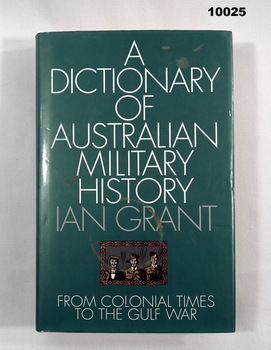 10025
A
DICTIONARY
OF
AUSTRALIAN
MILITARY
HISTORY
IAN GRANT
FROM COLONIAL TIMES
TO THE GULF WAR